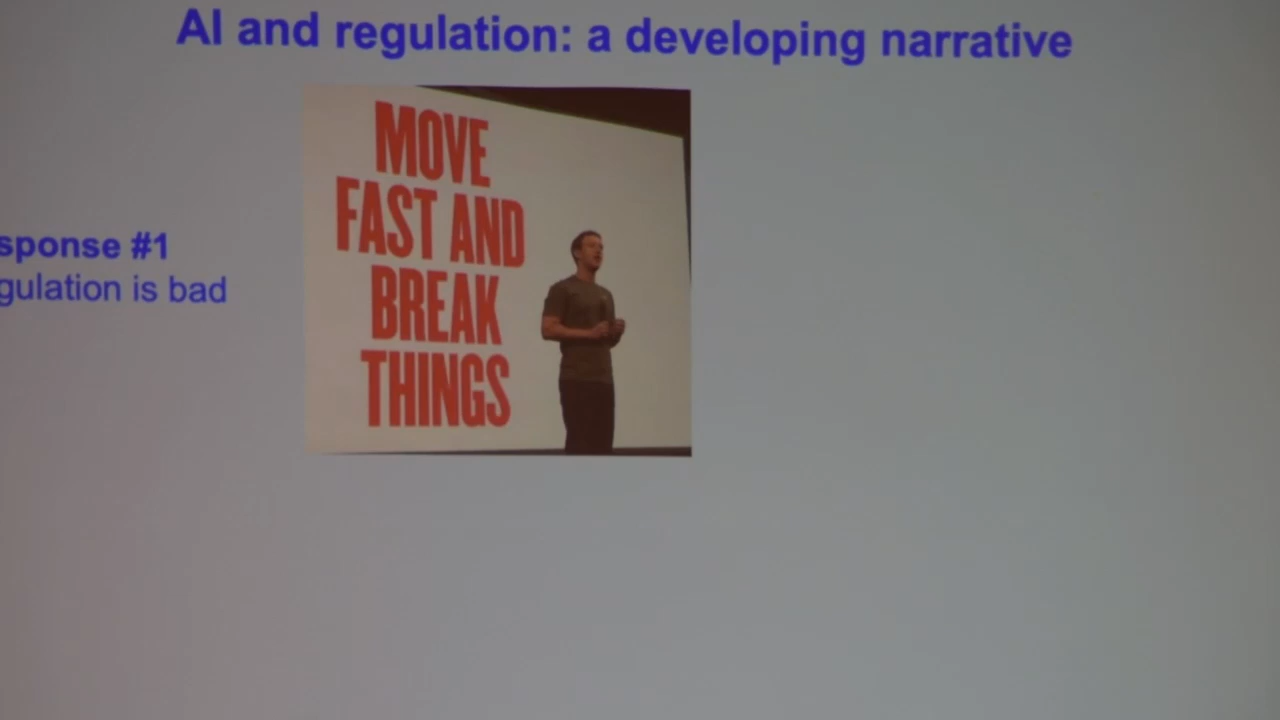 AI and regulation: a developing narrative
MOVE
FAST AND
BREAK
THINGS
sponse #1
gulation is bad